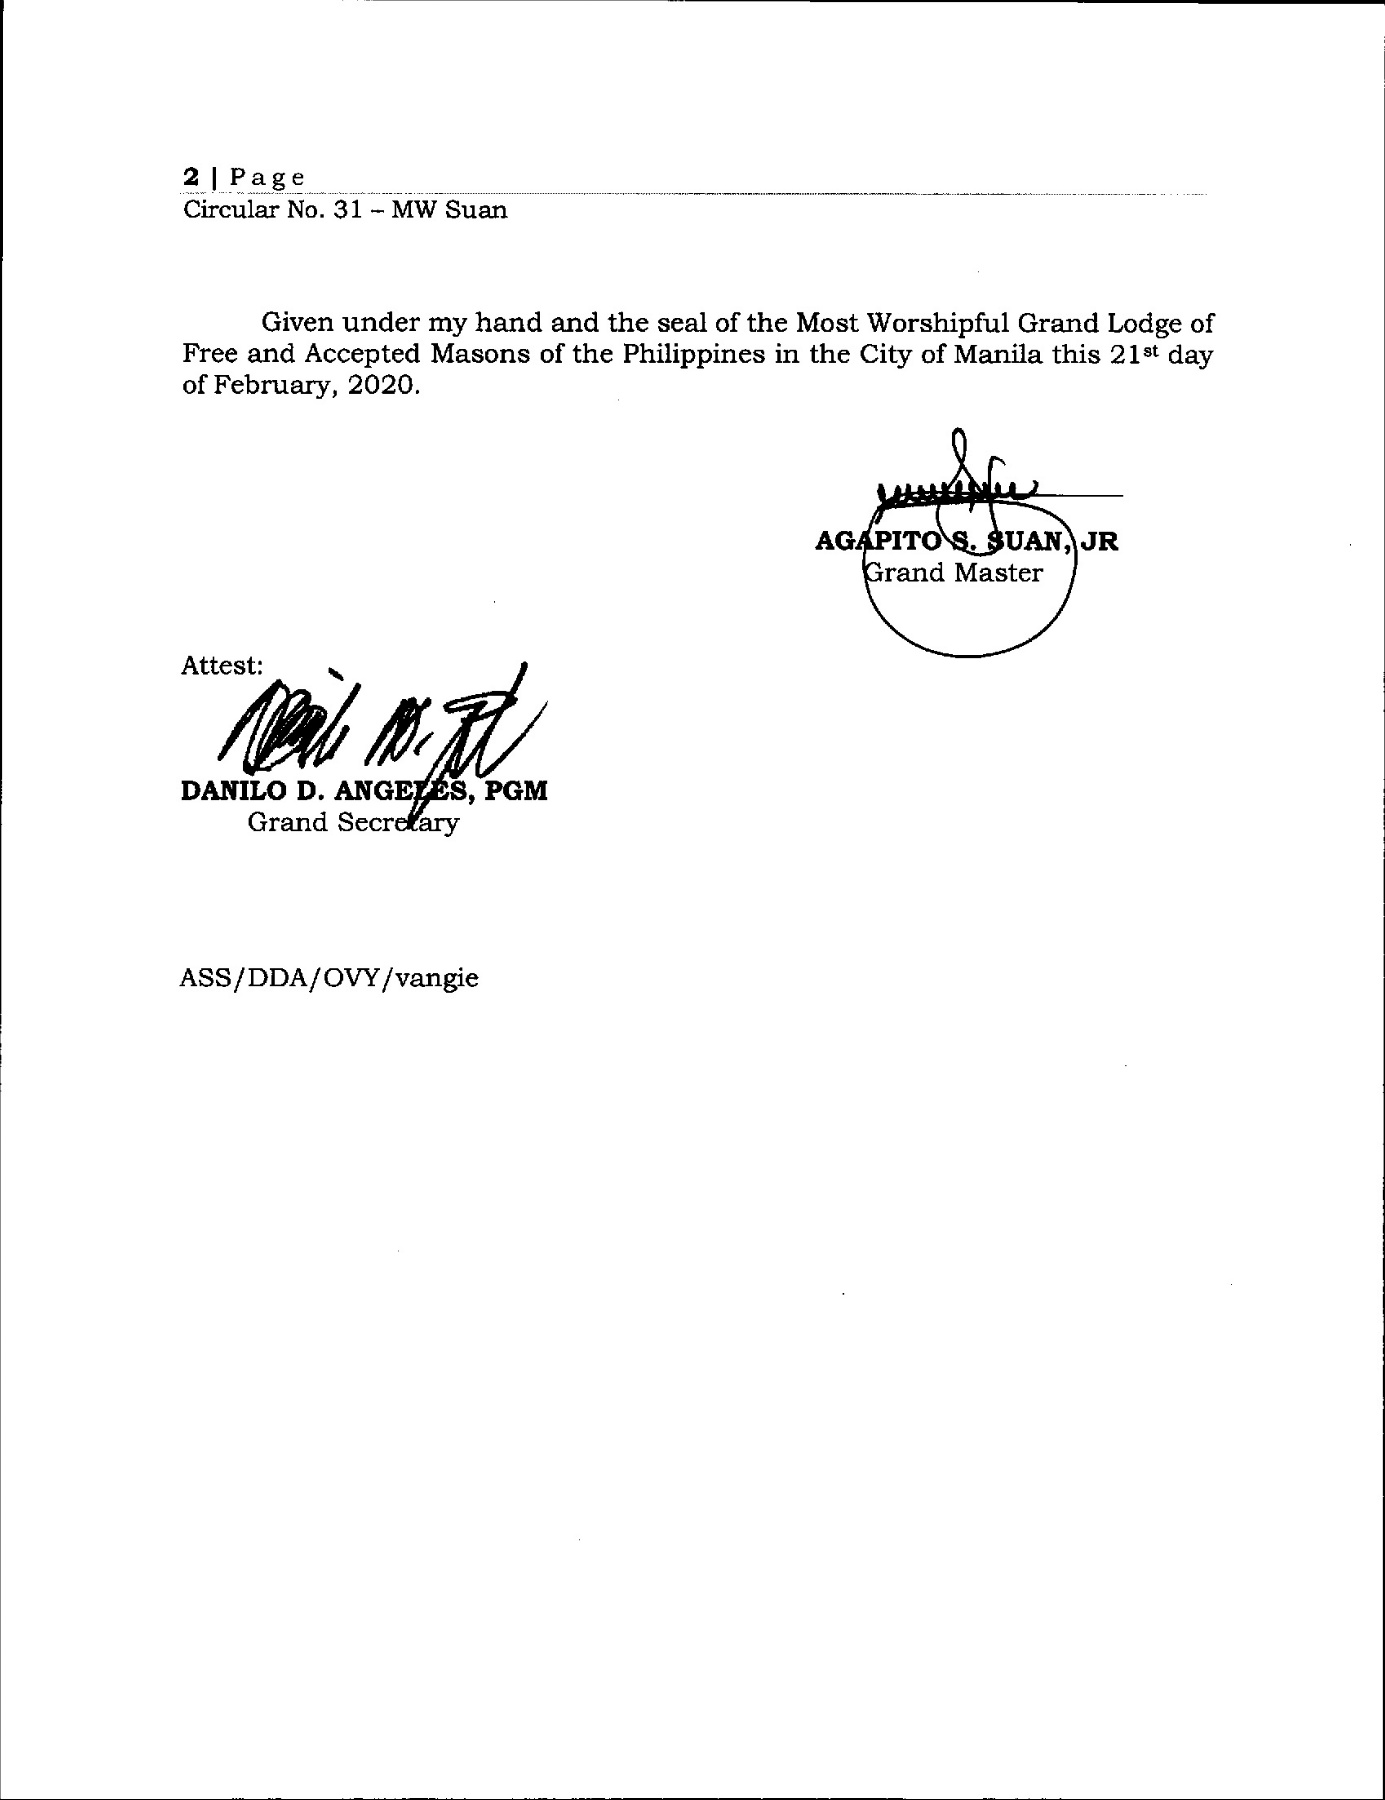 2 | Page
Circular No. 31 – MW Suan
Given under my hand and the seal of the Most Worshipful Grand Lodge of
Free and Accepted Masons of the Philippines in the City of Manila this 21st day
of February, 2020.
AGAPITO S. SUAN, JR
Grand Master
Attest:
DANILO D. ANGELES, PGM
Grand Secretary
ASS/DDA/OVY/vangie